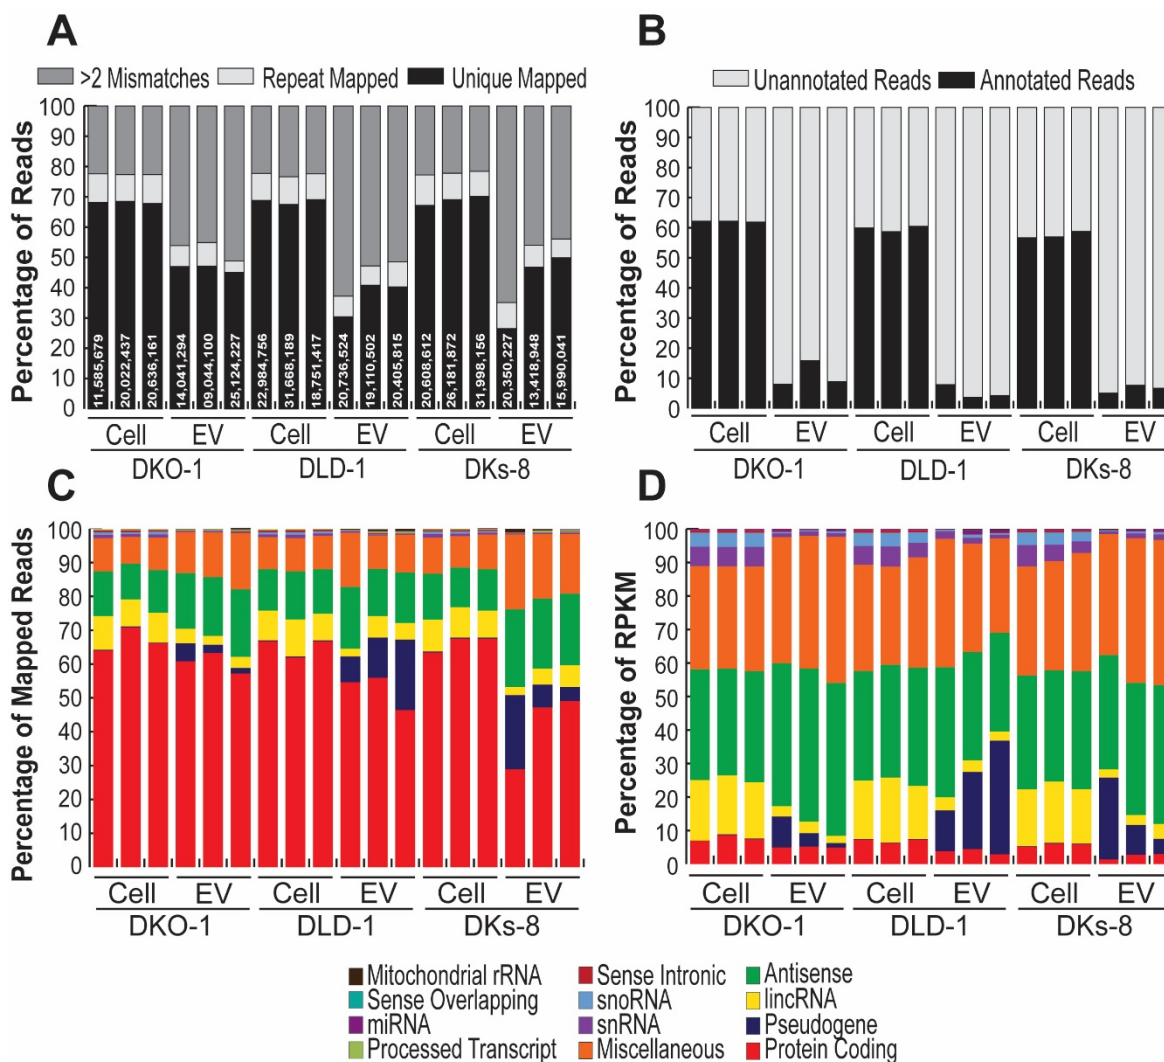 A
>2 Mismatches Repeat Mapped Unique Mapped
Percentage of Reads
100
90
80
70
60
50
40
30
20
10
0
11,585,679
20,022,437
20,636,161
14,041,294
09,044,100
25,124,227
22,984,756
31,668,189
18,751,417
20,736,524
19,110,502
20,405,815
20,608,612
26,181,872
31,998,156
20,350,227
13,418,948
15,990,041
Cell EV Cell EV Cell EV
DKO-1 DLD-1 DKs-8
B
Unannotated Reads Annotated Reads
Percentage of Reads
100
90
80
70
60
50
40
30
20
10
0
Cell EV Cell EV Cell EV
DKO-1 DLD-1 DKs-8
C
Percentage of Mapped Reads
100
90
80
70
60
50
40
30
20
10
0
Cell EV Cell EV Cell EV
DKO-1 DLD-1 DKs-8
D
Percentage of RPKM
100
90
80
70
60
50
40
30
20
10
0
Cell EV Cell EV Cell EV
DKO-1 DLD-1 DKs-8
Mitochondrial rRNA Sense Intronic Antisense
Sense Overlapping snoRNA lincRNA
miRNA snRNA Pseudogene
Processed Transcript Miscellaneous Protein Coding